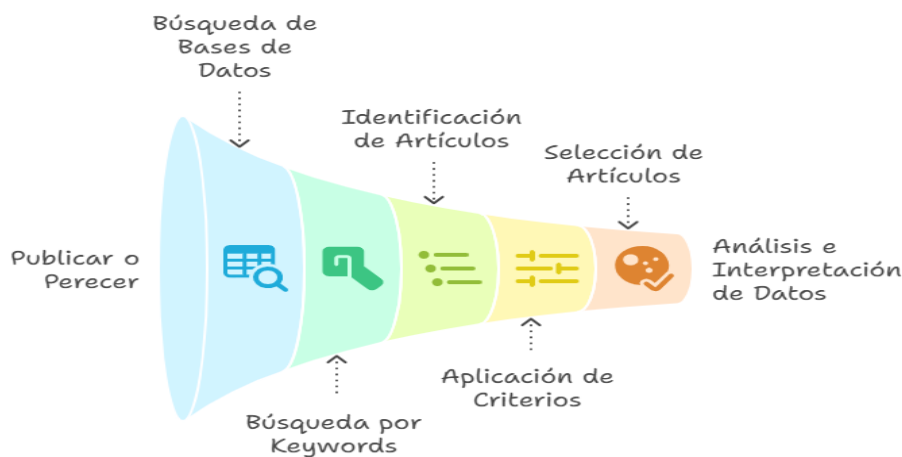 Búsqueda de
Bases de
Datos
Identificación
de Artículos
Selección de
Artículos
Publicar o
Perecer
Análisis e
Interpretación
de Datos
Aplicación de
Criterios
Búsqueda por
Keywords